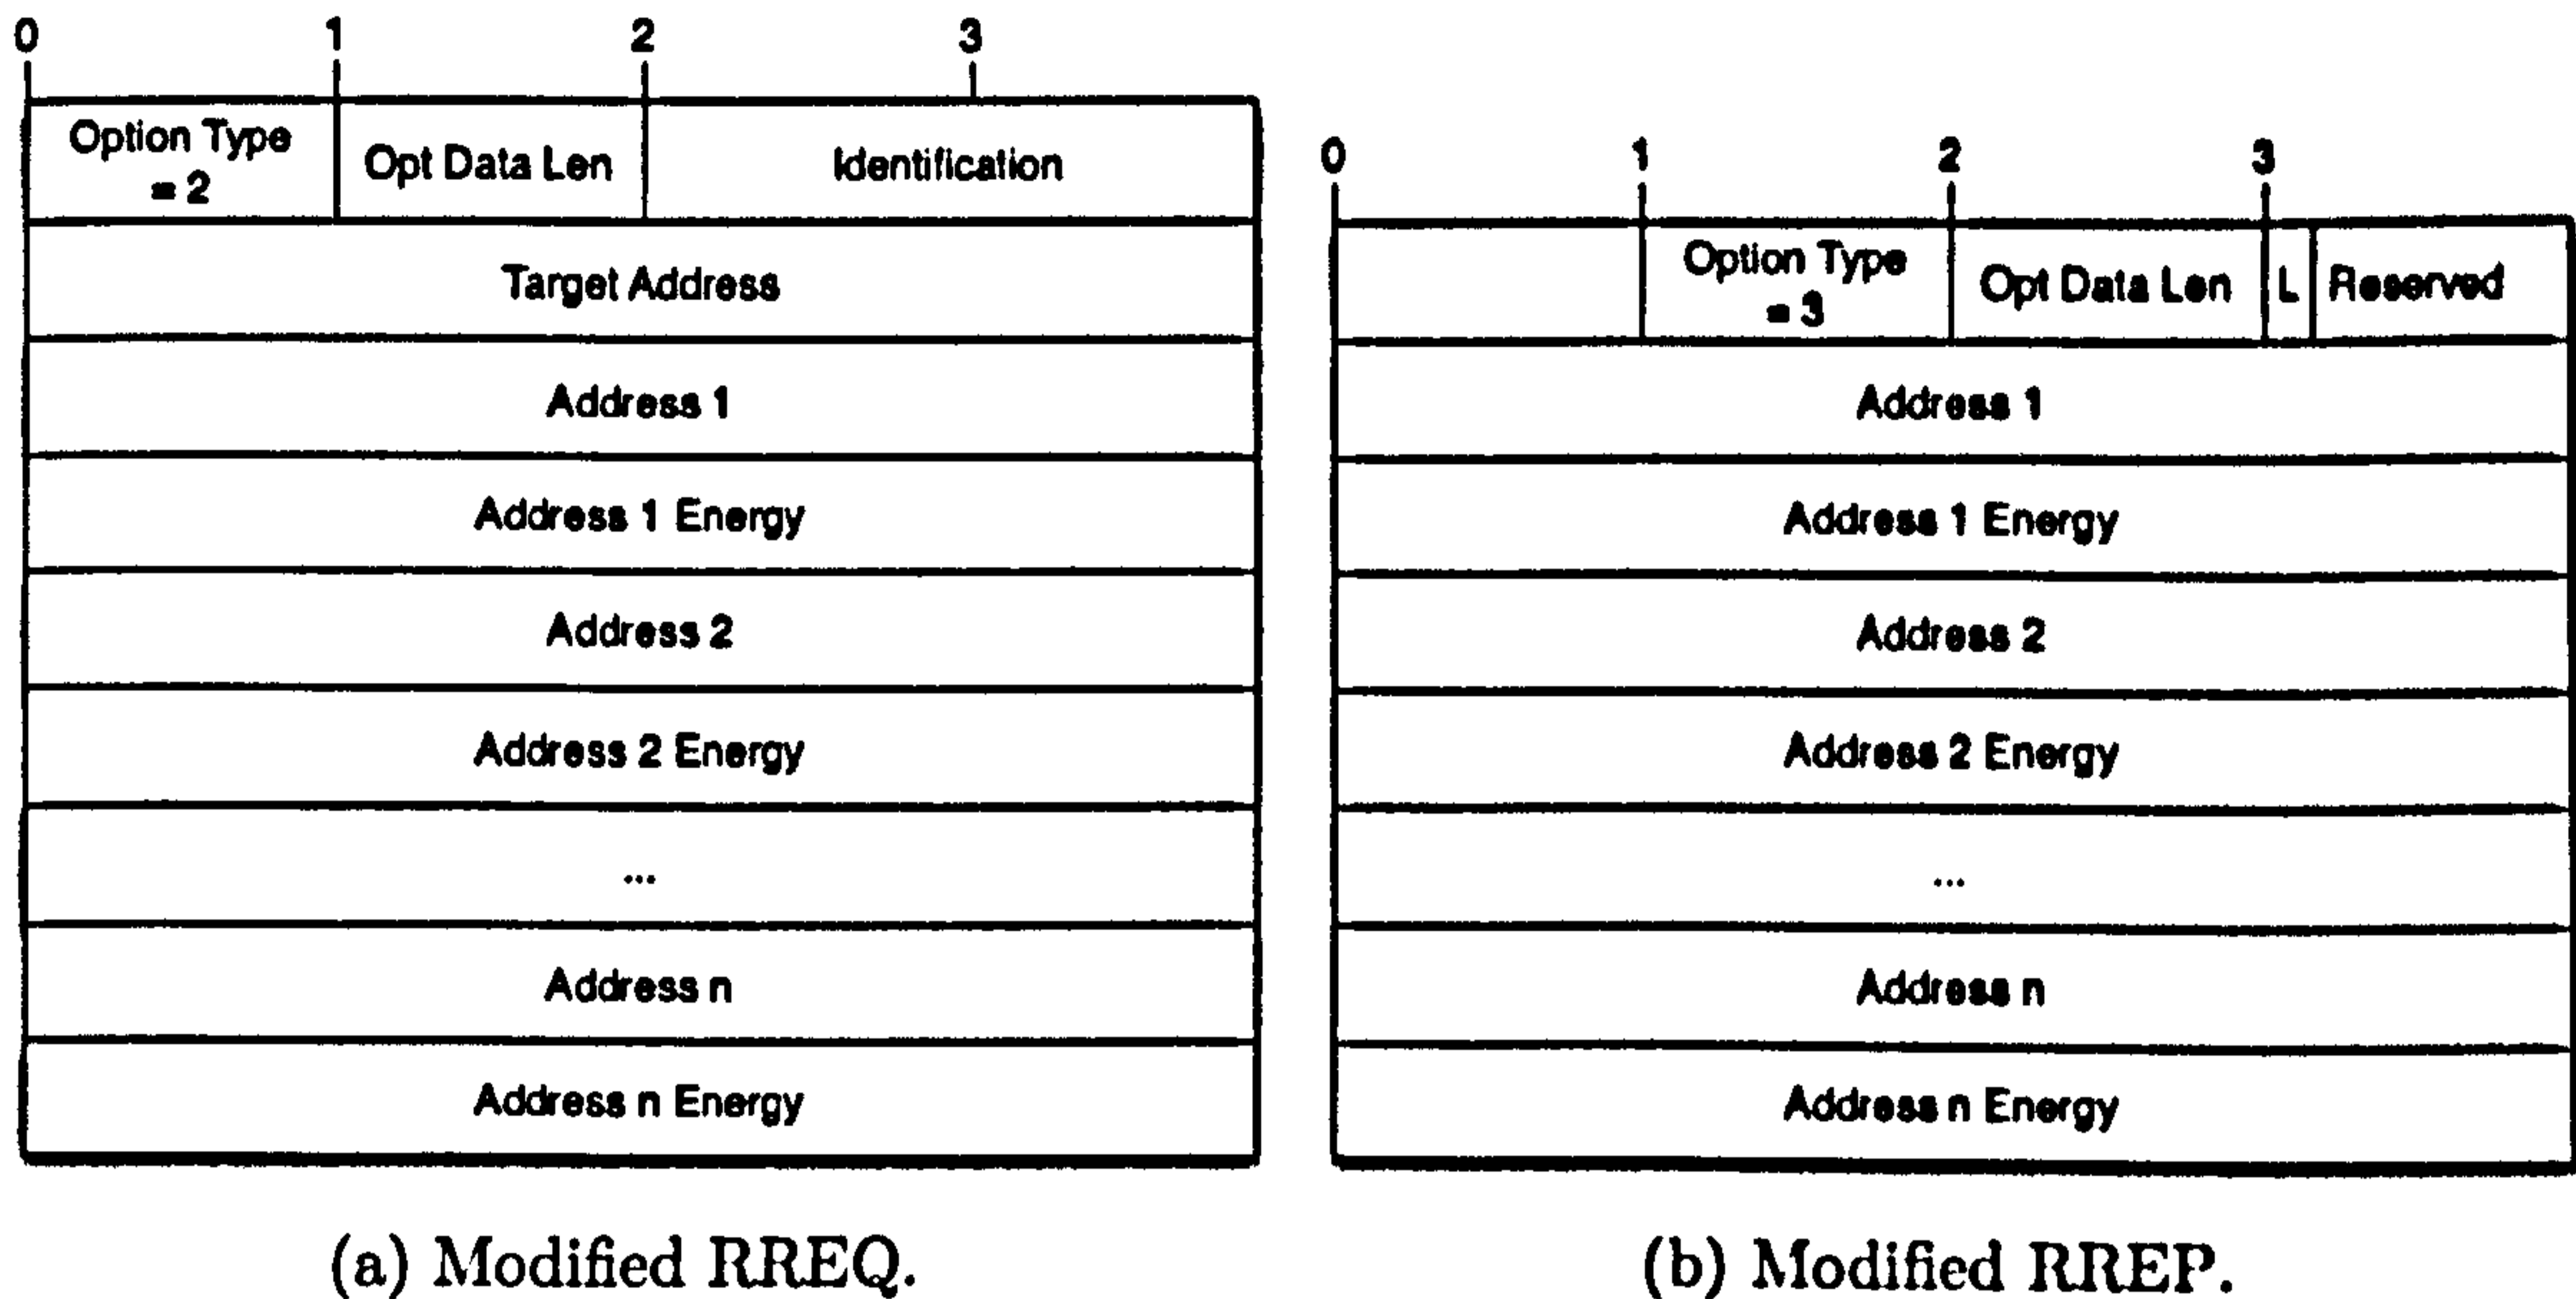 0 1 2 3
Option Type
= 2
Opt Data Len
Identification
Target Address
Address 1
Address 1 Energy
Address 2
Address 2 Energy
...
Address n
Address n Energy
(a) Modified RREQ.
0 1 2 3
Option Type
= 3
Opt Data Len
L
Reserved
Address 1
Address 1 Energy
Address 2
Address 2 Energy
...
Address n
Address n Energy
(b) Modified RREP.